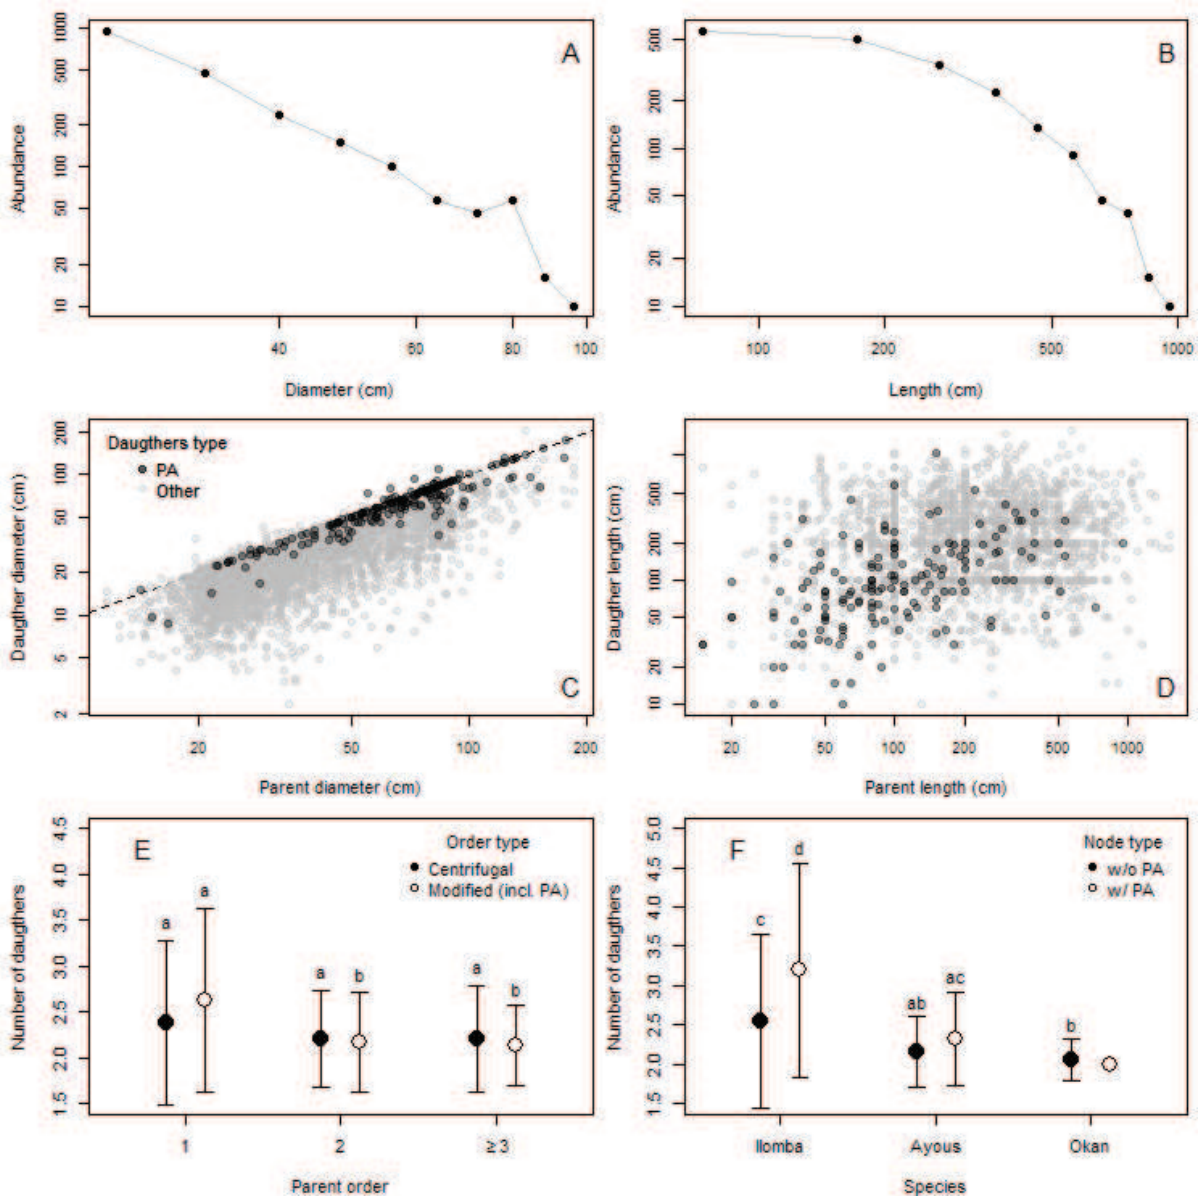 A
1000
500
200
100
50
20
10
Abundance
40
60
80
100
Diameter (cm)
B
500
200
100
50
20
10
Abundance
100
200
500
1000
Length (cm)
C
Daugthers type
PA
Other
200
100
50
20
10
5
2
Daugther diameter (cm)
20
50
100
200
Parent diameter (cm)
D
500
200
100
50
20
10
Daugther length (cm)
20
50
100
200
500
1000
Parent length (cm)
E
Order type
Centrifugal
Modified (incl. PA)
4.5
4.0
3.5
3.0
2.5
2.0
1.5
Number of daugthers
a
a
a
b
a
b
1
2
≥ 3
Parent order
F
Node type
w/o PA
w/ PA
5.0
4.5
4.0
3.5
3.0
2.5
2.0
1.5
Number of daugthers
c
d
ab
ac
b
Ilomba
Ayous
Okan
Species